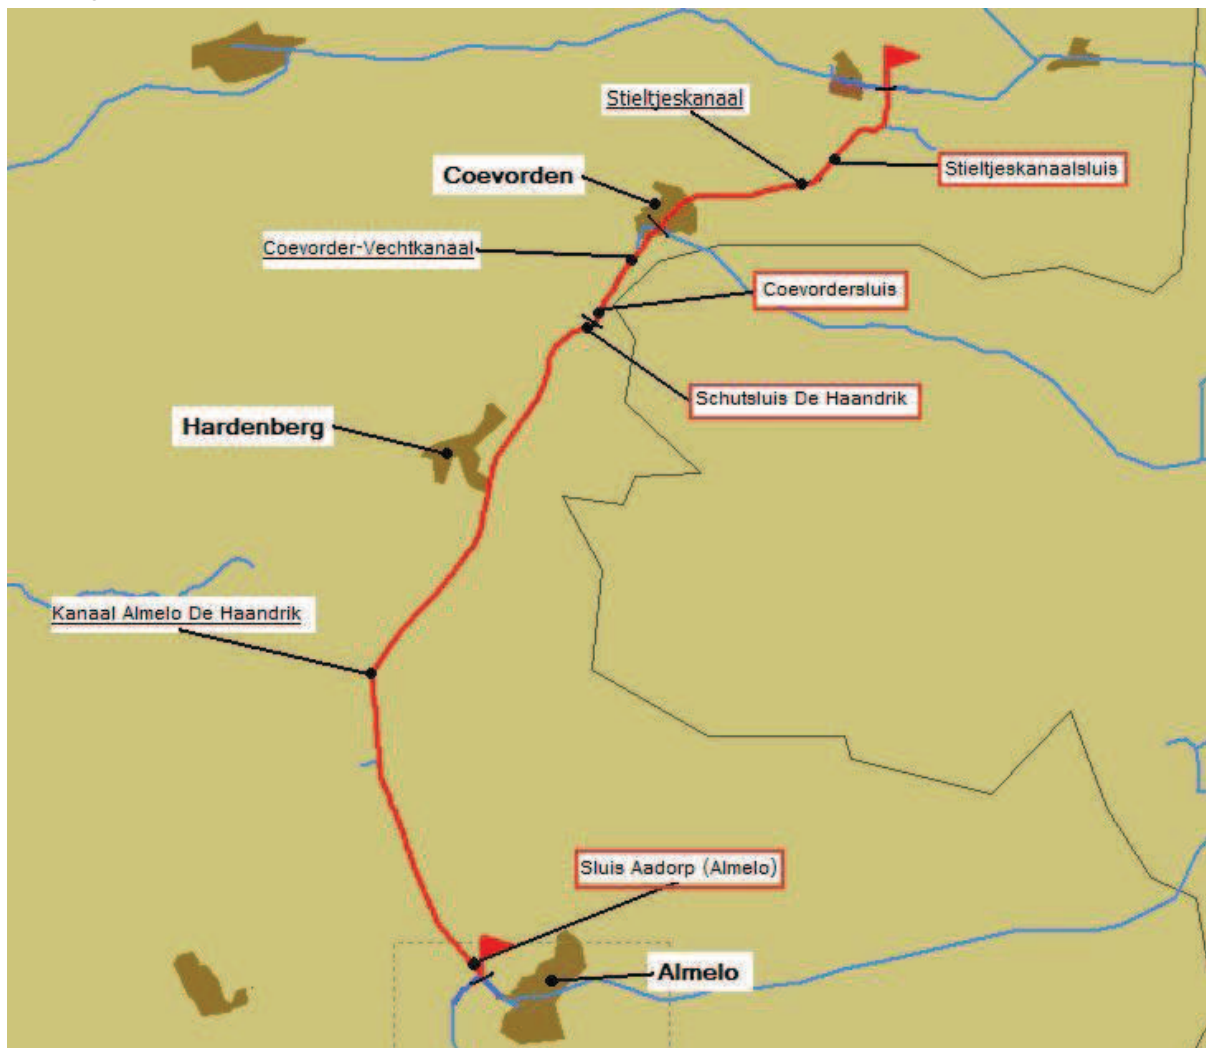 Stieltjeskanaal
Stieltjeskanaalsluis
Coevorden
Coevorder-Vechtkanaal
Coevordersluis
Schutsluis De Haandrik
Hardenberg
Kanaal Almelo De Haandrik
Sluis Aadorp (Almelo)
Almelo